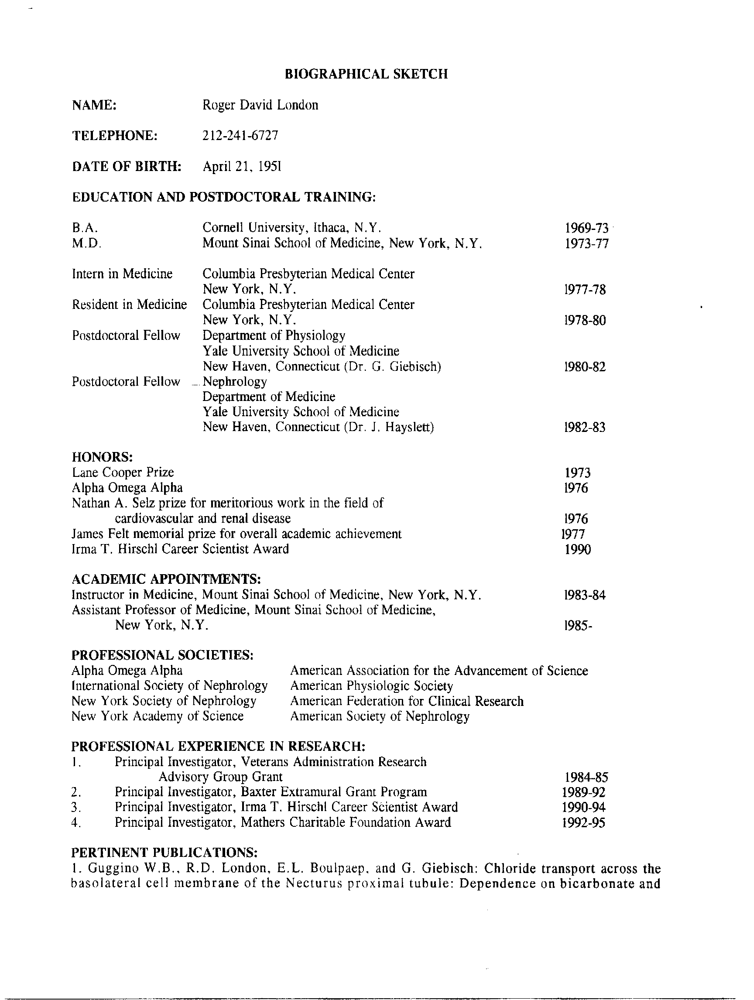 BIOGRAPHICAL SKETCH
NAME: Roger David London
TELEPHONE: 212-241-6727
DATE OF BIRTH: April 21, 1951
EDUCATION AND POSTDOCTORAL TRAINING:
B.A. Cornell University, Ithaca, N.Y. 1969-73
M.D. Mount Sinai School of Medicine, New York, N.Y. 1973-77
Intern in Medicine Columbia Presbyterian Medical Center
New York, N.Y. 1977-78
Resident in Medicine Columbia Presbyterian Medical Center
New York, N.Y. 1978-80
Postdoctoral Fellow Department of Physiology
Yale University School of Medicine
New Haven, Connecticut (Dr. G. Giebisch) 1980-82
Postdoctoral Fellow Nephrology
Department of Medicine
Yale University School of Medicine
New Haven, Connecticut (Dr. J. Hayslett) 1982-83
HONORS:
Lane Cooper Prize 1973
Alpha Omega Alpha 1976
Nathan A. Selz prize for meritorious work in the field of
cardiovascular and renal disease 1976
James Felt memorial prize for overall academic achievement 1977
Irma T. Hirschl Career Scientist Award 1990
ACADEMIC APPOINTMENTS:
Instructor in Medicine, Mount Sinai School of Medicine, New York, N.Y. 1983-84
Assistant Professor of Medicine, Mount Sinai School of Medicine,
New York, N.Y. 1985-
PROFESSIONAL SOCIETIES:
Alpha Omega Alpha American Association for the Advancement of Science
International Society of Nephrology American Physiologic Society
New York Society of Nephrology American Federation for Clinical Research
New York Academy of Science American Society of Nephrology
PROFESSIONAL EXPERIENCE IN RESEARCH:
1. Principal Investigator, Veterans Administration Research
Advisory Group Grant 1984-85
2. Principal Investigator, Baxter Extramural Grant Program 1989-92
3. Principal Investigator, Irma T. Hirschl Career Scientist Award 1990-94
4. Principal Investigator, Mathers Charitable Foundation Award 1992-95
PERTINENT PUBLICATIONS:
1. Guggino W.B., R.D. London, E.L. Boulpaep, and G. Giebisch: Chloride transport across the
basolateral cell membrane of the Necturus proximal tubule: Dependence on bicarbonate and